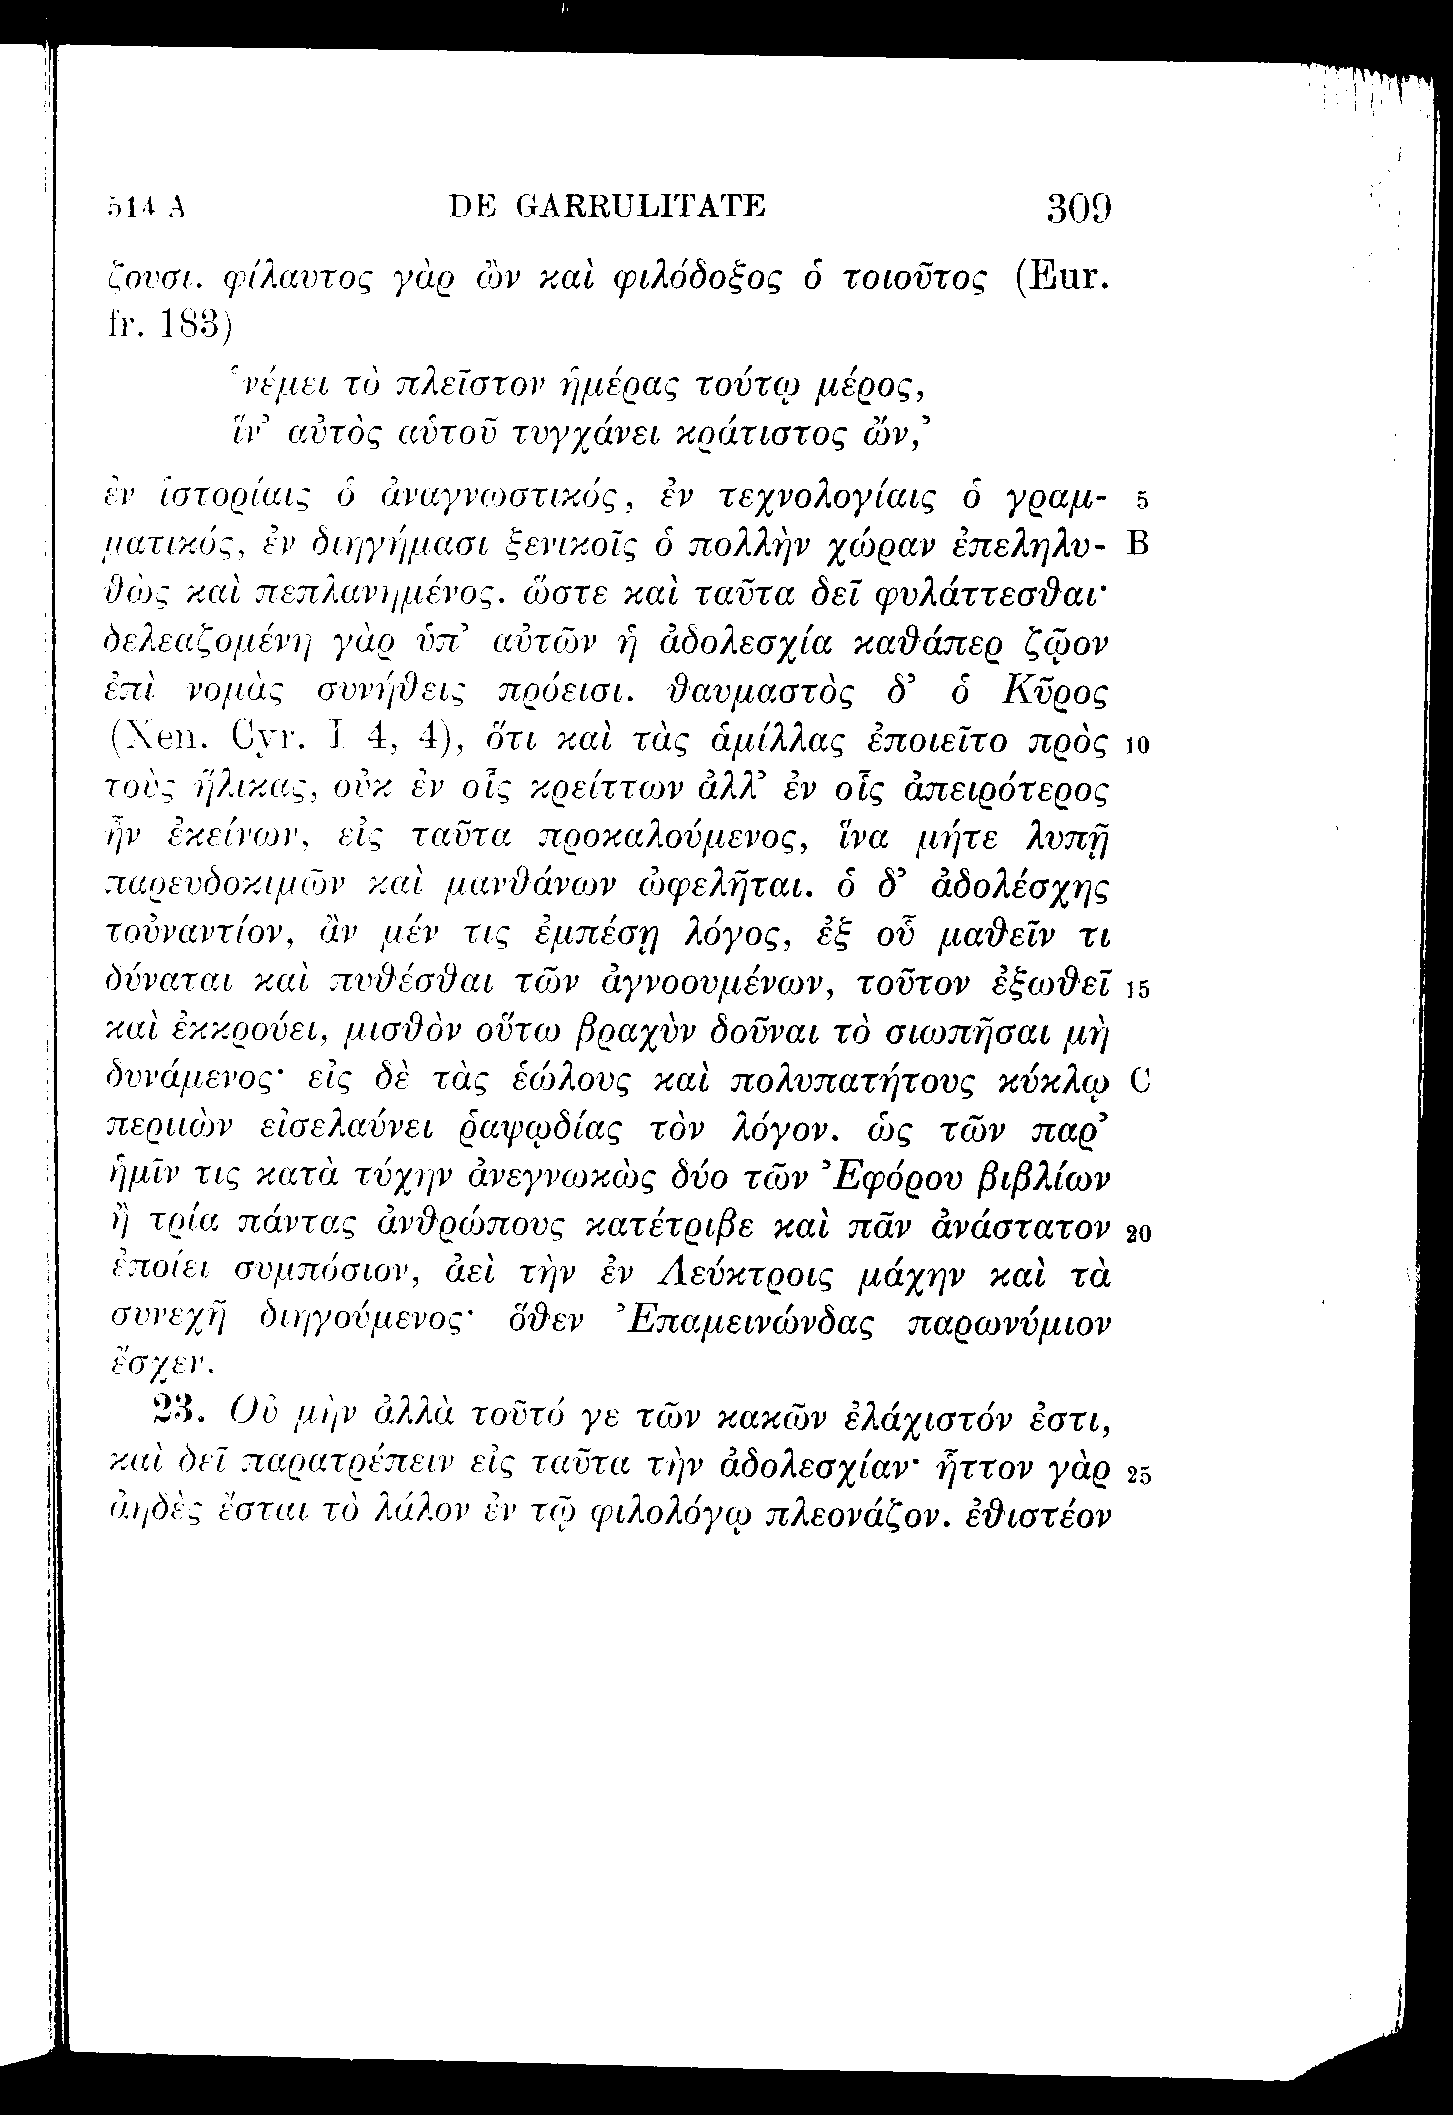 514 A DE GARRULITATE 309
ζουσι. φίλαυτος γὰρ ὢν καὶ φιλόδοξος ὁ τοιοῦτος (Eur.
fr. 183)
‘νέμει τὸ πλεῖστον ἡμέρας τούτῳ μέρος,
ἵν’ αὐτὸς αὑτοῦ τυγχάνει κράτιστος ὤν,’
ἐν ἱστορίαις ὁ ἀναγνωστικός, ἐν τεχνολογίαις ὁ γραμ- 5
ματικός, ἐν διηγήμασι ξενικοῖς ὁ πολλὴν χώραν ἐπεληλυ- B
θὼς καὶ πεπλανημένος. ὥστε καὶ ταῦτα δεῖ φυλάττεσθαι·
δελεαζομένη γὰρ ὑπ’ αὐτῶν ἡ ἀδολεσχία καθάπερ ζῷον
ἐπὶ νομὰς συνήθεις πρόεισι. θαυμαστὸς δ’ ὁ Κῦρος
(Xen. Cyr. I 4, 4), ὅτι καὶ τὰς ἁμίλλας ἐποιεῖτο πρὸς 10
τοὺς ἥλικας, οὐκ ἐν οἷς κρείττων ἀλλ’ ἐν οἷς ἀπειρότερος
ἦν ἐκείνων, εἰς ταῦτα προκαλούμενος, ἵνα μήτε λυπῇ
παρευδοκιμῶν καὶ μανθάνων ὠφελῆται. ὁ δ’ ἀδολέσχης
τοὐναντίον, ἂν μέν τις ἐμπέσῃ λόγος, ἐξ οὗ μαθεῖν τι
δύναται καὶ πυθέσθαι τῶν ἀγνοουμένων, τοῦτον ἐξωθεῖ 15
καὶ ἐκκρούει, μισθὸν οὕτω βραχὺν δοῦναι τὸ σιωπῆσαι μὴ
δυνάμενος· εἰς δὲ τὰς ἑώλους καὶ πολυπατήτους κύκλῳ C
περιιὼν εἰσελαύνει ῥαψῳδίας τὸν λόγον. ὡς τῶν παρ’
ἡμῖν τις κατὰ τύχην ἀνεγνωκὼς δύο τῶν Ἐφόρου βιβλίων
ἢ τρία πάντας ἀνθρώπους κατέτριβε καὶ πᾶν ἀνάστατον 20
ἐποίει συμπόσιον, ἀεὶ τὴν ἐν Λεύκτροις μάχην καὶ τὰ
συνεχῆ διηγούμενος· ὅθεν Ἐπαμεινώνδας παρωνύμιον
ἔσχεν.
23. Οὐ μὴν ἀλλὰ τοῦτό γε τῶν κακῶν ἐλάχιστόν ἐστι,
καὶ δεῖ παρατρέπειν εἰς ταῦτα τὴν ἀδολεσχίαν· ἧττον γὰρ 25
ἀηδὲς ἔσται τὸ λάλον ἐν τῷ φιλολόγῳ πλεονάζον. ἐθιστέον